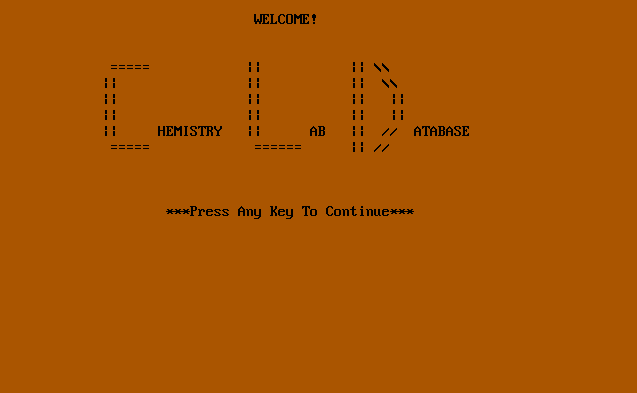 WELCOME!
===== || || \\
|| || || \\
|| || || ||
|| || || ||
|| HEMISTRY || AB || // ATABASE
===== ====== || //
***Press Any Key To Continue***